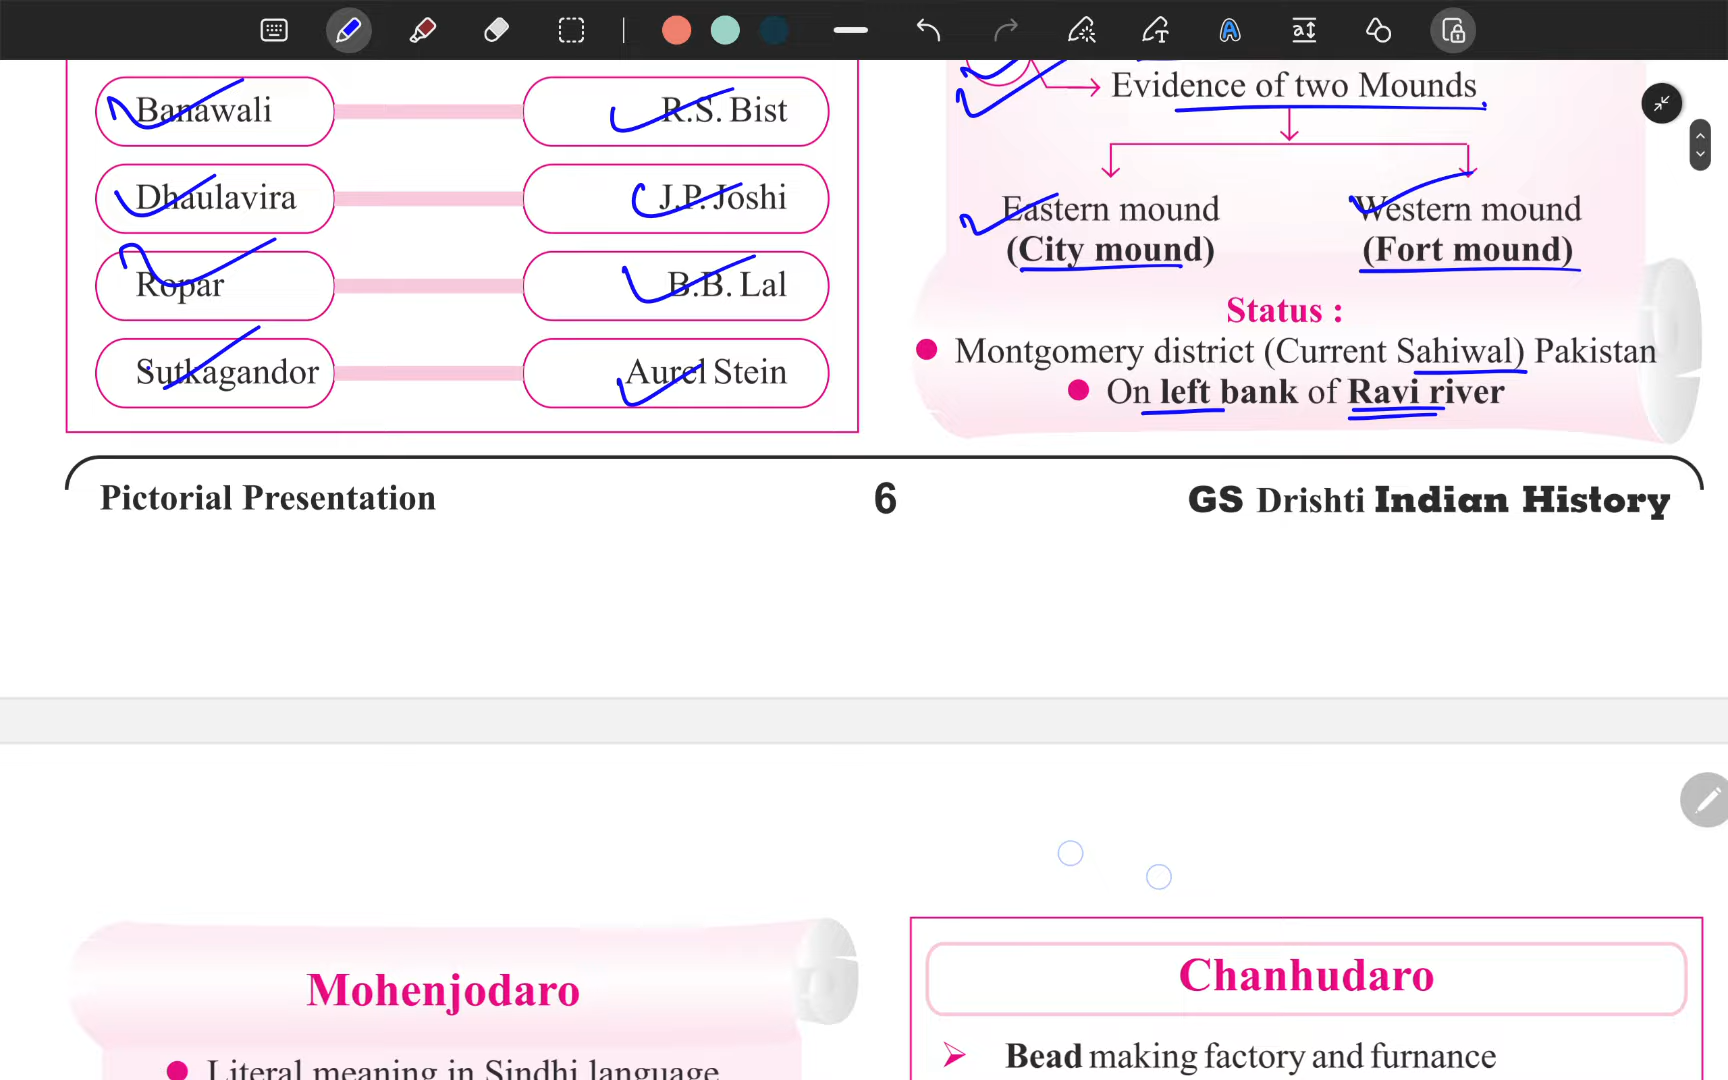 Banawali R.S. Bist
Dhaulavira J.P. Joshi
Ropar B.B. Lal
Sutkagandor Aurel Stein
Evidence of two Mounds
Eastern mound
(City mound)
Western mound
(Fort mound)
Status :
Montgomery district (Current Sahiwal) Pakistan
On left bank of Ravi river
Pictorial Presentation 6 GS Drishti Indian History
Mohenjodaro
Literal meaning in Sindhi language
Chanhudaro
Bead making factory and furnance